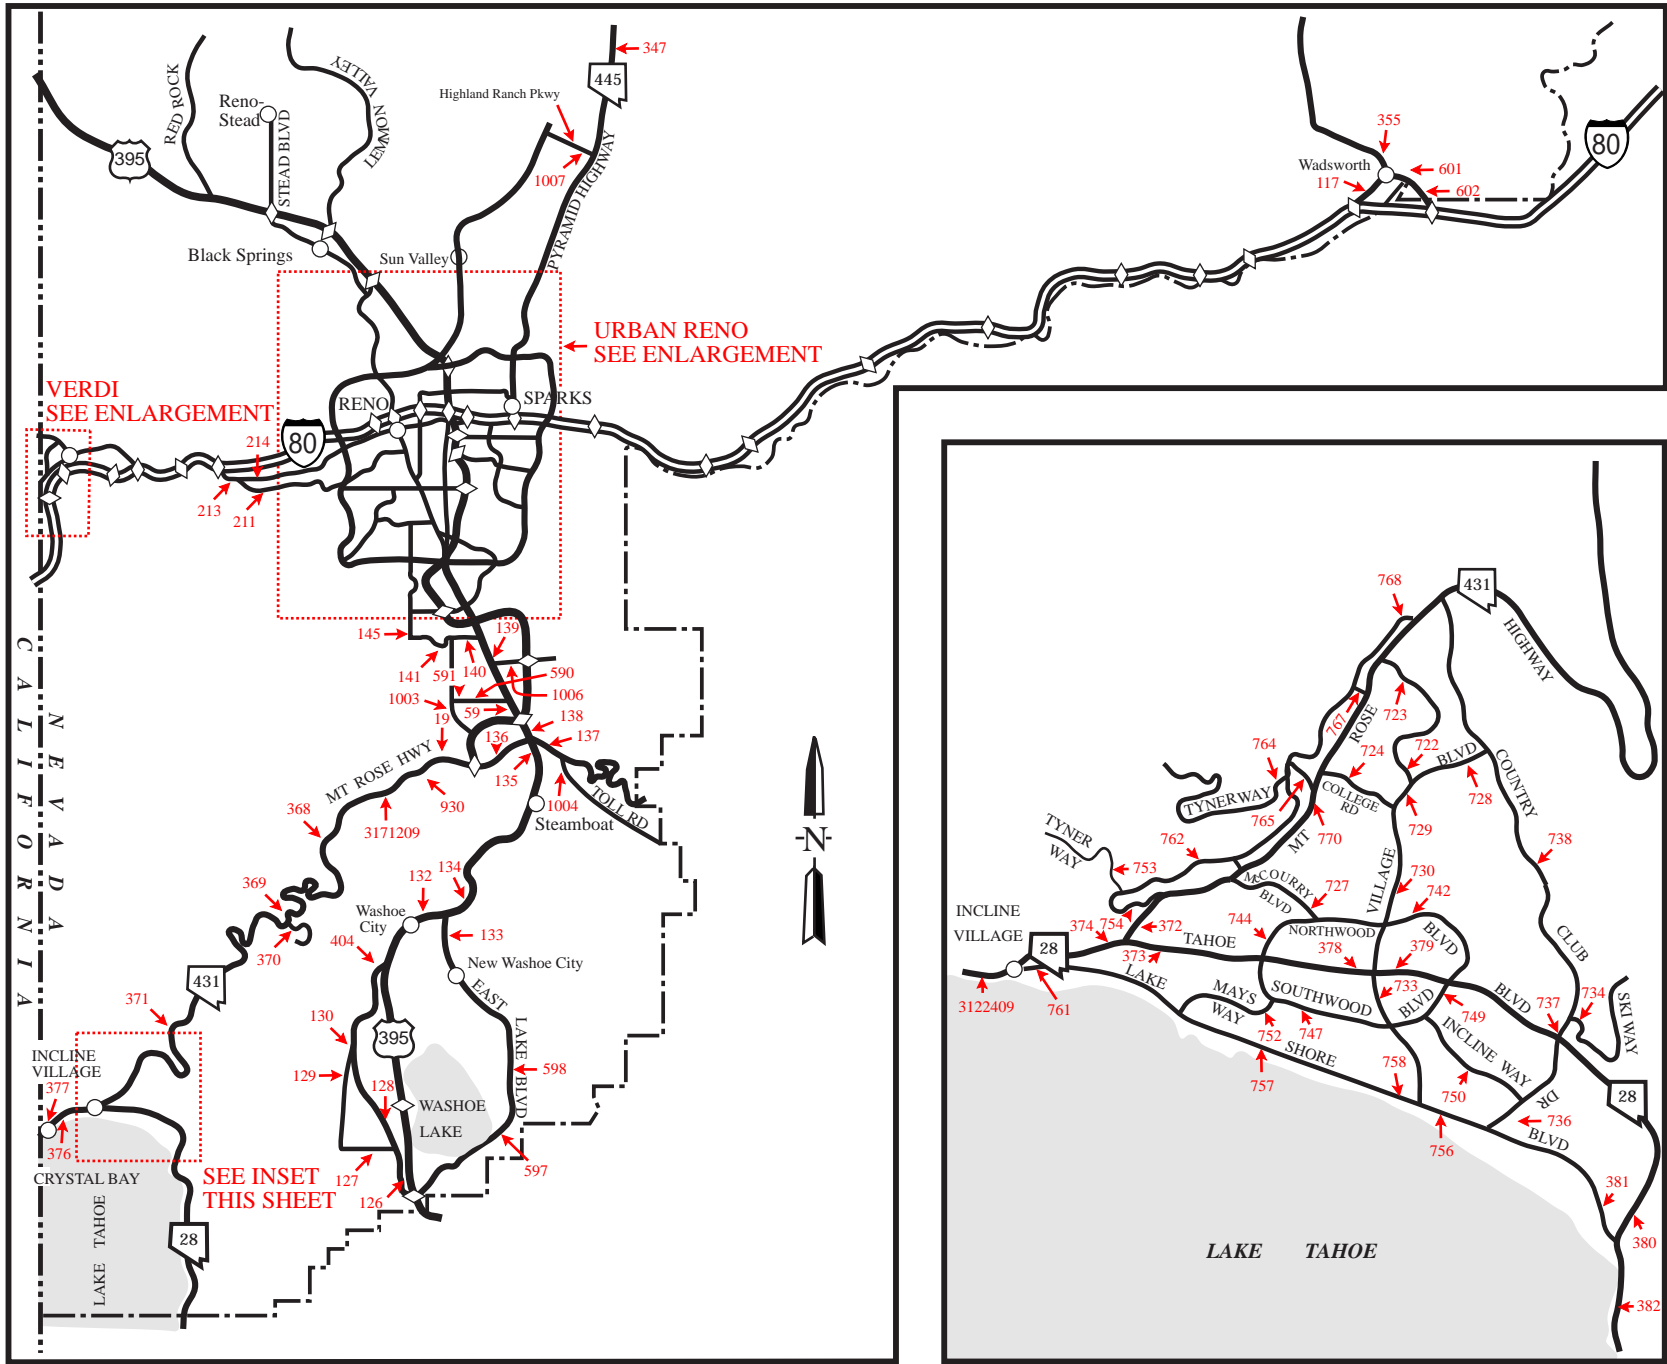 347
445
Highland Ranch Pkwy
1007
PYRAMID HIGHWAY
RED ROCK
Reno-
Stead
STEAD BLVD
LEMMON VALLEY
395
Black Springs
Sun Valley
355
Wadsworth
117
601
602
80
URBAN RENO
SEE ENLARGEMENT
VERDI
SEE ENLARGEMENT
RENO
SPARKS
80
214
213
211
145
139
141
591
140
590
1003
1006
59
19
138
136
137
135
MT ROSE HWY
930
1004
TOLL RD
368
3171209
Steamboat
134
132
369
Washoe
City
133
404
370
New Washoe City
431
371
EAST
LAKE BLVD
130
395
INCLINE
VILLAGE
129
598
377
128
WASHOE
LAKE
376
CRYSTAL BAY
SEE INSET
THIS SHEET
127
126
597
28
LAKE TAHOE
CALIFORNIA
NEVADA
-N-
768
431
HIGHWAY
723
767
ROSE
764
724
722
BLVD
TYNER WAY
COLLEGE
RD
728
COUNTRY
765
770
729
TYNER
WAY
762
MT
738
753
McCOURRY
BLVD
727
VILLAGE
730
742
INCLINE
VILLAGE
374
754
372
744
NORTHWOOD
BLVD
28
TAHOE
373
378
379
CLUB
3122409
761
LAKE
MAYS
WAY
SOUTHWOOD
BLVD
733
BLVD
737
734
SKI WAY
752
747
749
INCLINE WAY
SHORE
757
758
750
DR
28
736
756
BLVD
381
380
LAKE TAHOE
382